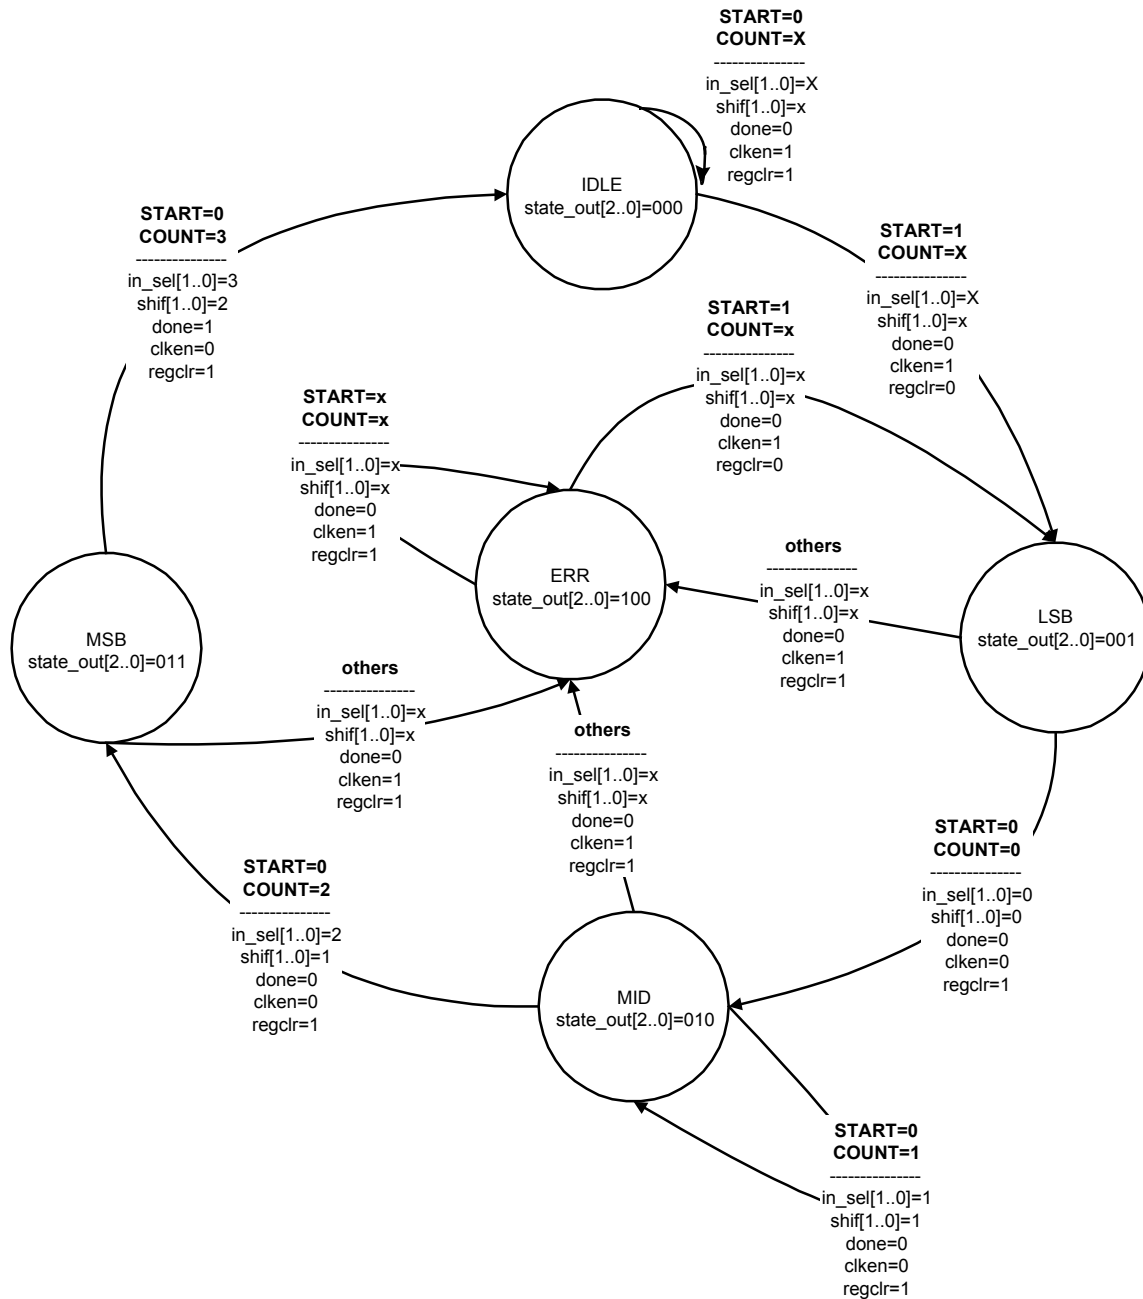 START=0
COUNT=X
---------------
in_sel[1..0]=X
shif[1..0]=x
done=0
clken=1
regclr=1
IDLE
state_out[2..0]=000
START=0
COUNT=3
---------------
in_sel[1..0]=3
shif[1..0]=2
done=1
clken=0
regclr=1
START=1
COUNT=X
---------------
in_sel[1..0]=X
shif[1..0]=x
done=0
clken=1
regclr=0
START=1
COUNT=x
---------------
in_sel[1..0]=x
shif[1..0]=x
done=0
clken=1
regclr=0
START=x
COUNT=x
---------------
in_sel[1..0]=x
shif[1..0]=x
done=0
clken=1
regclr=1
ERR
state_out[2..0]=100
others
---------------
in_sel[1..0]=x
shif[1..0]=x
done=0
clken=1
regclr=1
LSB
state_out[2..0]=001
MSB
state_out[2..0]=011
others
---------------
in_sel[1..0]=x
shif[1..0]=x
done=0
clken=1
regclr=1
others
---------------
in_sel[1..0]=x
shif[1..0]=x
done=0
clken=1
regclr=1
START=0
COUNT=0
---------------
in_sel[1..0]=0
shif[1..0]=0
done=0
clken=0
regclr=1
START=0
COUNT=2
---------------
in_sel[1..0]=2
shif[1..0]=1
done=0
clken=0
regclr=1
MID
state_out[2..0]=010
START=0
COUNT=1
---------------
in_sel[1..0]=1
shif[1..0]=1
done=0
clken=0
regclr=1